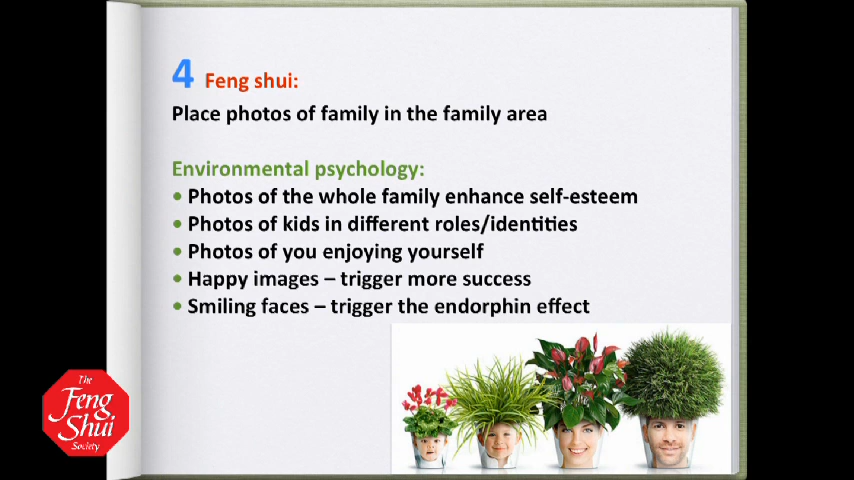 4 Feng shui:
Place photos of family in the family area
Environmental psychology:
• Photos of the whole family enhance self-esteem
• Photos of kids in different roles/identities
• Photos of you enjoying yourself
• Happy images – trigger more success
• Smiling faces – trigger the endorphin effect
The
Feng
Shui
Society